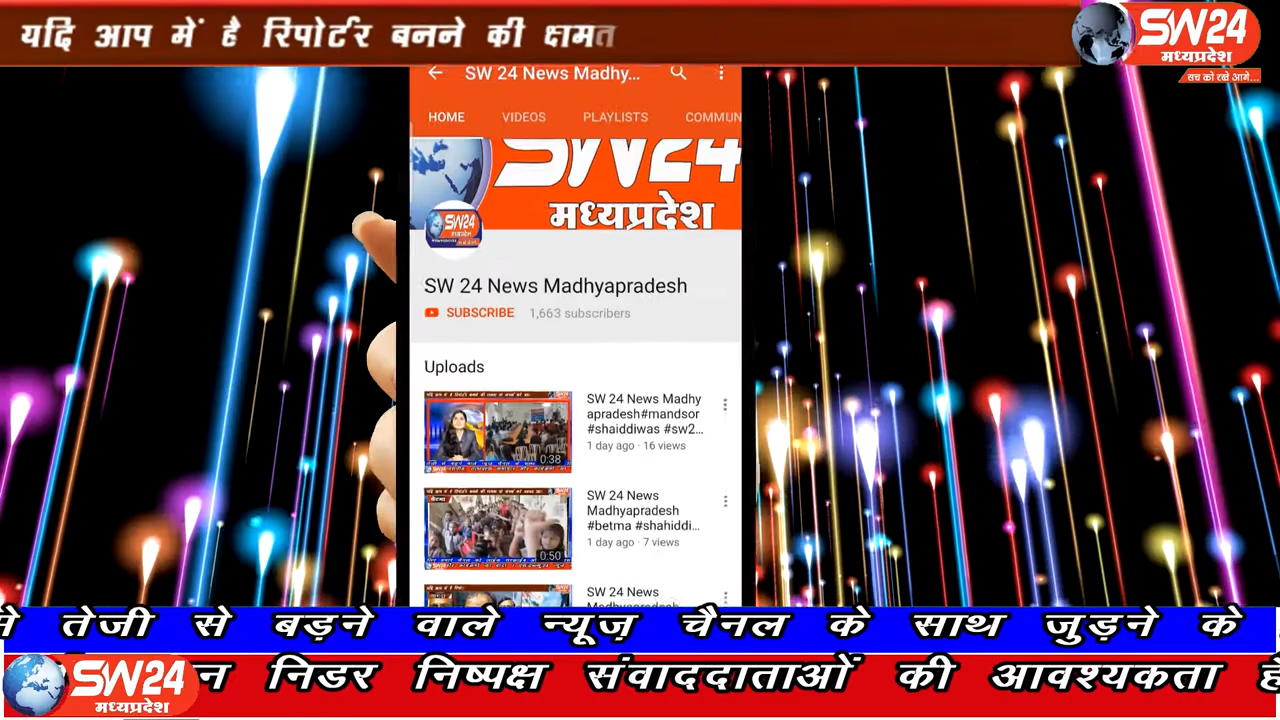 यदि आप में है रिपोर्टर बनने की क्षमत
SW24
मध्यप्रदेश
सच को रखे आगे...
SW 24 News Madhy...
HOME VIDEOS PLAYLISTS COMMUN
SW24
मध्यप्रदेश
SW24
SW 24 News Madhyapradesh
SUBSCRIBE 1,663 subscribers
Uploads
SW 24 News Madhy
apradesh#mandsor
#shaiddiwas #sw2...
1 day ago · 16 views
0:38
SW 24 News
Madhyapradesh
#betma #shahiddi...
1 day ago · 7 views
0:50
SW 24 News
Madhyapradesh
से तेजी से बड़ने वाले न्यूज़ चैनल के साथ जुड़ने के
न निडर निष्पक्ष संवाददाताओं की आवश्यकता है
SW24
मध्यप्रदेश